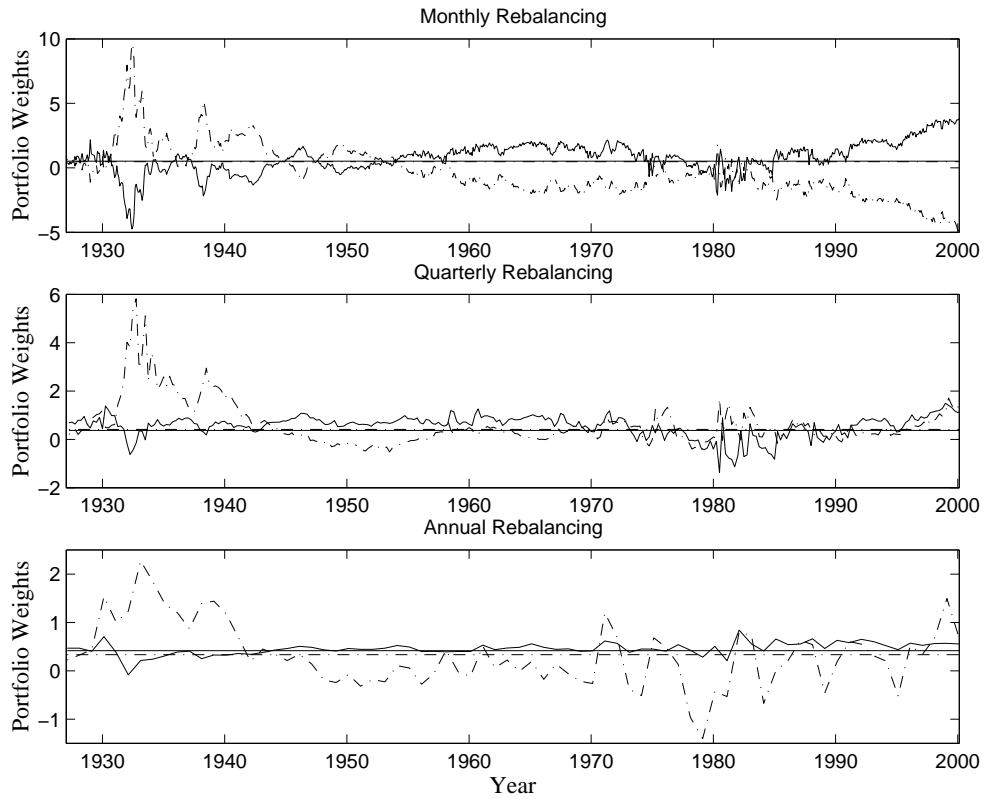 Monthly Rebalancing
10
5
0
−5
Portfolio Weights
1930 1940 1950 1960 1970 1980 1990 2000
Quarterly Rebalancing
6
4
2
0
−2
Portfolio Weights
1930 1940 1950 1960 1970 1980 1990 2000
Annual Rebalancing
2
1
0
−1
Portfolio Weights
1930 1940 1950 1960 1970 1980 1990 2000
Year